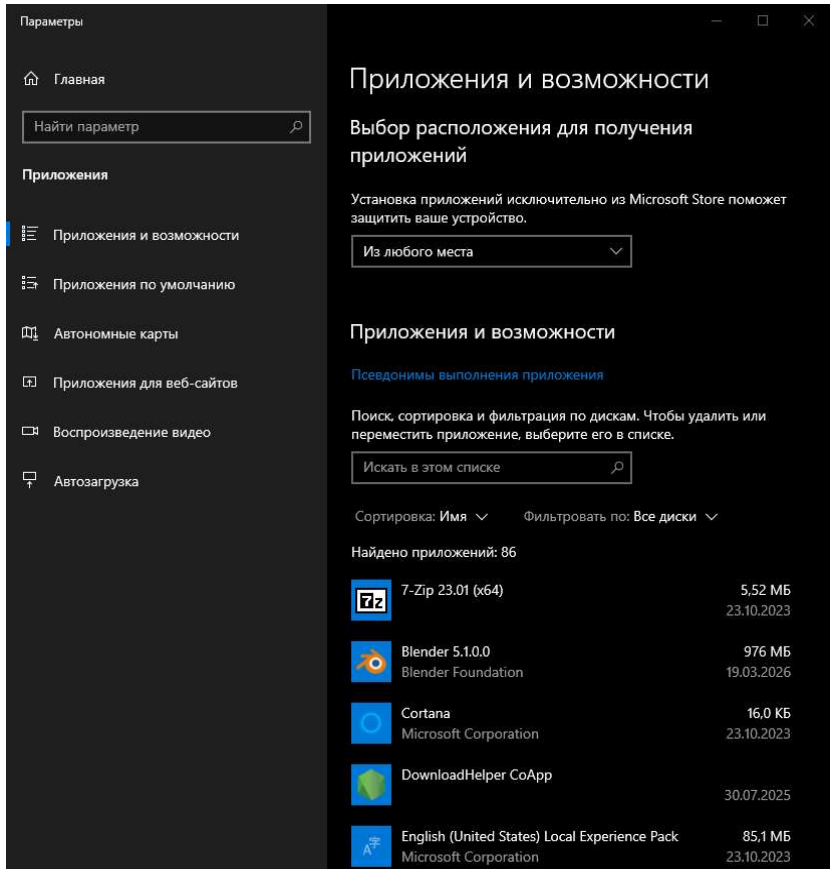 Параметры
Главная
Найти параметр
Приложения
Приложения и возможности
Приложения по умолчанию
Автономные карты
Приложения для веб-сайтов
Воспроизведение видео
Автозагрузка
Приложения и возможности
Выбор расположения для получения
приложений
Установка приложений исключительно из Microsoft Store поможет
защитить ваше устройство.
Из любого места
Приложения и возможности
Псевдонимы выполнения приложения
Поиск, сортировка и фильтрация по дискам. Чтобы удалить или
переместить приложение, выберите его в списке.
Искать в этом списке
Сортировка: Имя Фильтровать по: Все диски
Найдено приложений: 86
7z
7-Zip 23.01 (x64) 5,52 МБ
23.10.2023
Blender 5.1.0.0 976 МБ
Blender Foundation 19.03.2026
Cortana 16,0 КБ
Microsoft Corporation 23.10.2023
DownloadHelper CoApp
30.07.2025
A字
English (United States) Local Experience Pack 85,1 МБ
Microsoft Corporation 23.10.2023